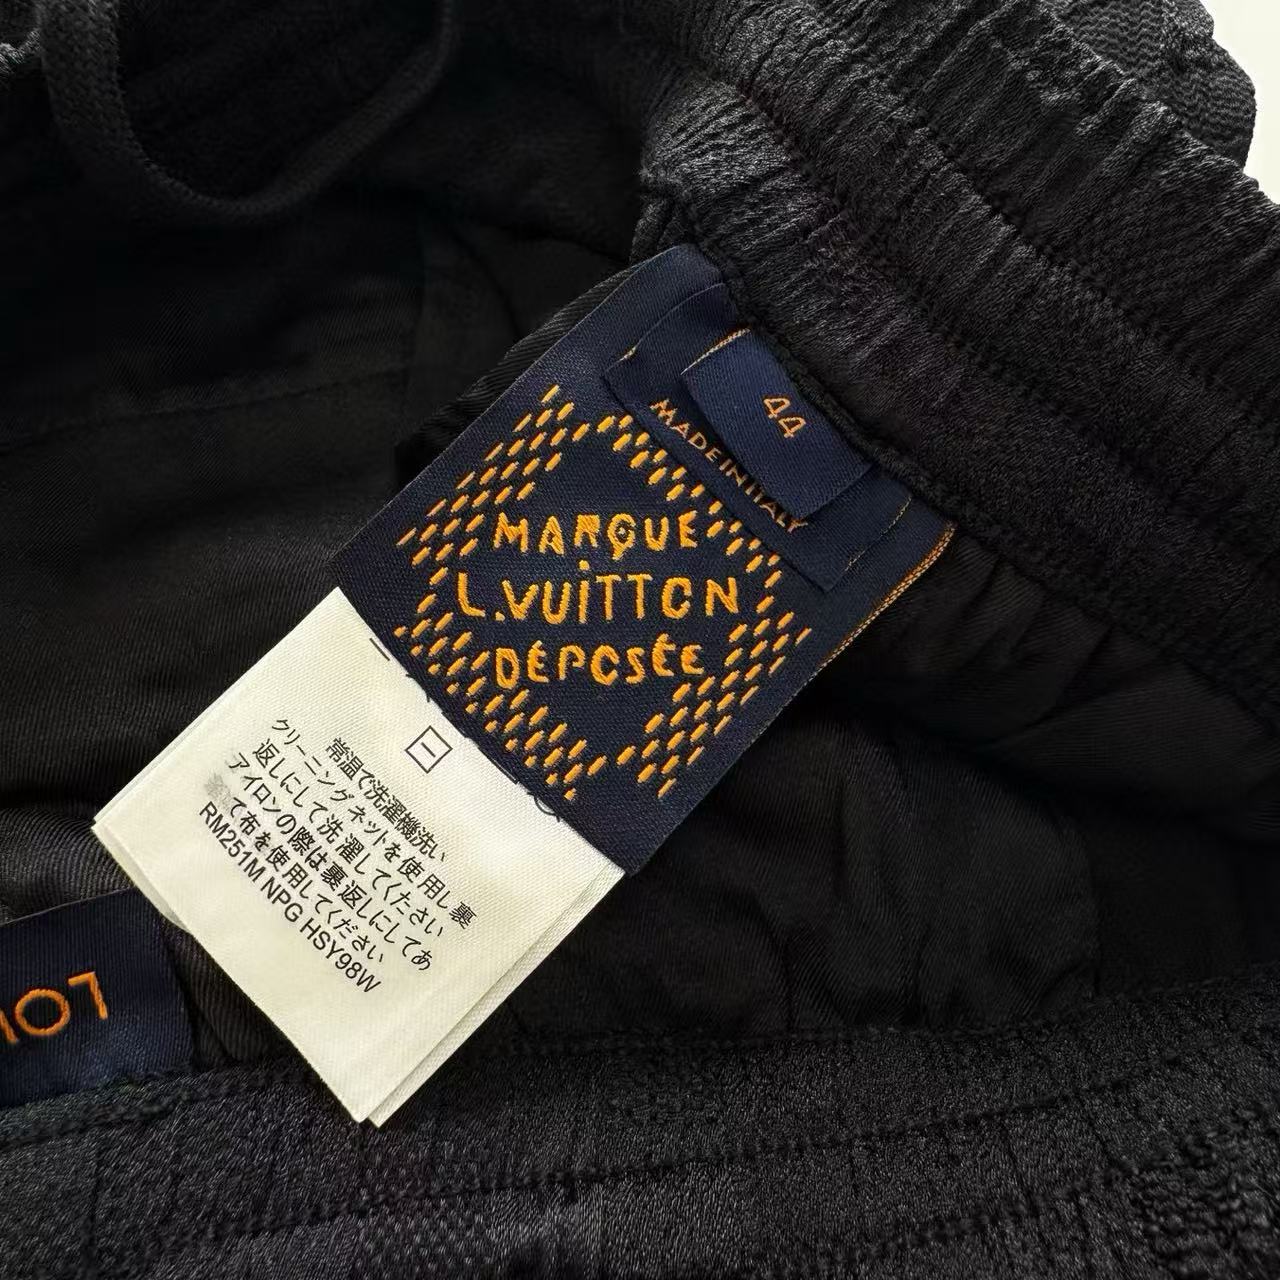 44
MADE IN ITALY
MARQUE
L.VUITTON
DÉPOSÉE
常温で洗濯機洗い
クリーニングネットを使用し裏
返しにして洗濯してください
アイロンの際は裏返しにしてあ
て布を使用してください
RM251M NPG HSY98W
LOU